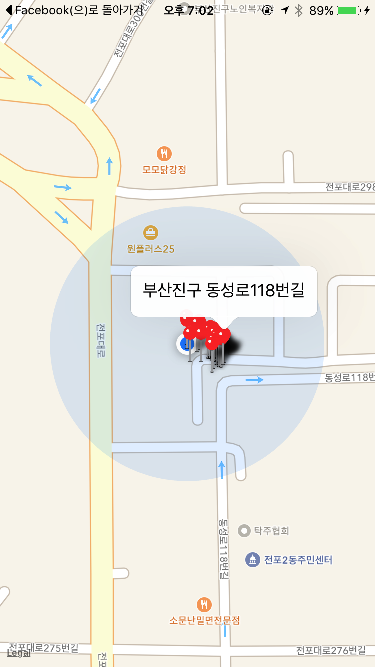 Facebook(으)로 돌아가기 오후 7:02 89%
전포대로30
모모닭강정
전포대로298
원플러스25
부산진구 동성로118번길
전포대로
동성로118번
탁주협회
동성로118번길
전포2동주민센터
소문난밀면전문점
전포대로275번길
전포대로276번길
Legal